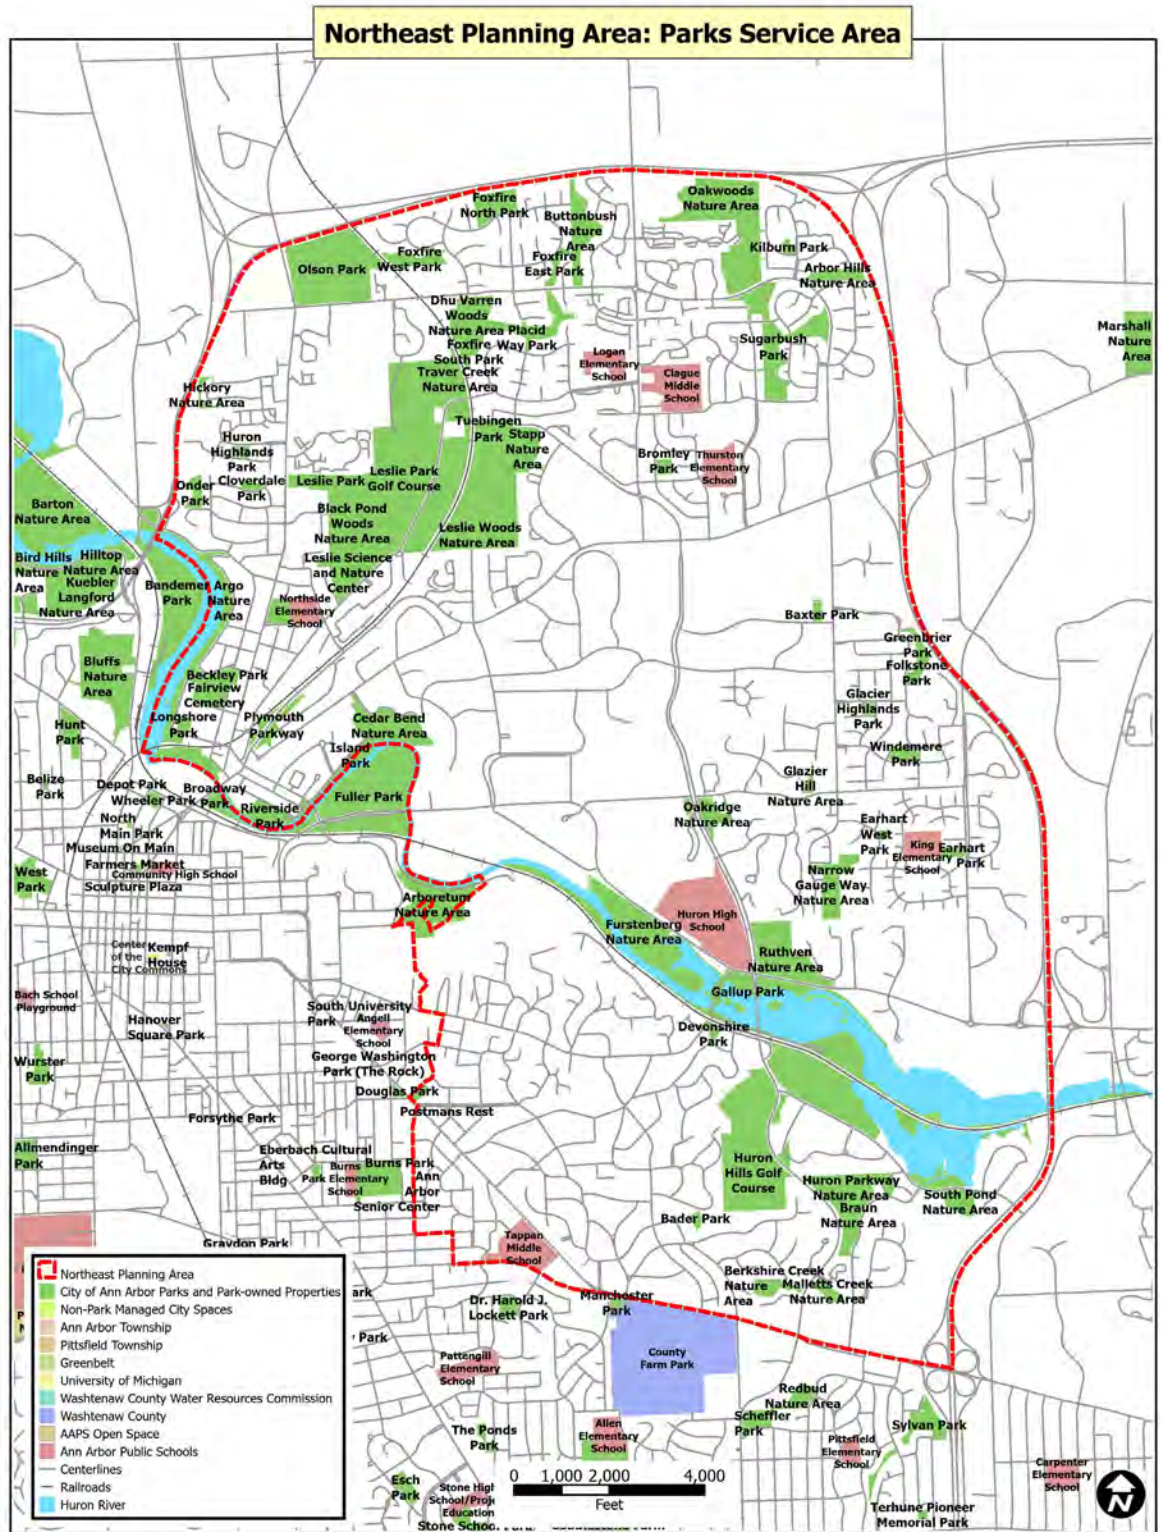 Northeast Planning Area: Parks Service Area
Foxfire
North Park
Oakwoods
Nature Area
Buttonbush
Nature
Area
Kilburn Park
Foxfire
West Park
Foxfire
East Park
Olson Park
Arbor Hills
Nature Area
Dhu Varren
Woods
Nature Area
Placid
Way Park
Foxfire
South Park
Marshall
Nature
Area
Sugarbush
Park
Logan
Elementary
School
Clague
Middle
School
Traver Creek
Nature Area
Hickory
Nature Area
Tuebingen
Park
Stapp
Nature
Area
Huron
Highlands
Park
Bromley
Park
Thurston
Elementary
School
Cloverdale
Park
Onder
Park
Leslie Park
Leslie Park
Golf Course
Barton
Nature Area
Black Pond
Woods
Nature Area
Leslie Woods
Nature Area
Bird Hills
Nature
Area
Hilltop
Nature Area
Kuebler
Langford
Nature Area
Leslie Science
and Nature
Center
Bandemer
Park
Argo
Nature
Area
Northside
Elementary
School
Baxter Park
Greenbrier
Park
Folkstone
Park
Bluffs
Nature
Area
Beckley Park
Fairview
Cemetery
Glacier
Highlands
Park
Longshore
Park
Plymouth
Parkway
Cedar Bend
Nature Area
Hunt
Park
Island
Park
Windemere
Park
Belize
Park
Depot Park
Wheeler Park
Broadway
Park
Fuller Park
Glazier
Hill
Nature Area
Riverside
Park
Oakridge
Nature Area
North
Main Park
Earhart
West
Park
Museum On Main
King
Elementary
School
Earhart
Park
Farmers Market
Community High School
Sculpture Plaza
West
Park
Narrow
Gauge Way
Nature Area
Arboretum
Nature Area
Furstenberg
Nature Area
Huron High
School
Center
of the
City Commons
Kempf
House
Ruthven
Nature Area
Bach School
Playground
Gallup Park
South University
Park
Angell
Elementary
School
Hanover
Square Park
Devonshire
Park
Wurster
Park
George Washington
Park (The Rock)
Douglas Park
Postmans Rest
Forsythe Park
Allmendinger
Park
Eberbach Cultural
Arts
Bldg
Burns
Park Elementary
School
Burns Park
Ann
Arbor
Senior Center
Huron
Hills Golf
Course
Huron Parkway
Nature Area
Braun
Nature Area
South Pond
Nature Area
Bader Park
Graydon Park
Tappan
Middle
School
Berkshire Creek
Nature
Area
Malletts Creek
Nature Area
Northeast Planning Area
City of Ann Arbor Parks and Park-owned Properties
Non-Park Managed City Spaces
Ann Arbor Township
Pittsfield Township
Greenbelt
University of Michigan
Washtenaw County Water Resources Commission
Washtenaw County
AAPS Open Space
Ann Arbor Public Schools
Centerlines
Railroads
Huron River
ark
Park
Dr. Harold J.
Lockett Park
Manchester
Park
County
Farm Park
Pattengill
Elementary
School
Redbud
Nature Area
Scheffler
Park
Sylvan Park
The Ponds
Park
Allen
Elementary
School
Pittsfield
Elementary
School
Carpenter
Elementary
School
Esch
Park
Stone High
School/Proj
Education
0 1,000 2,000 4,000
Feet
N
Terhune Pioneer
Memorial Park